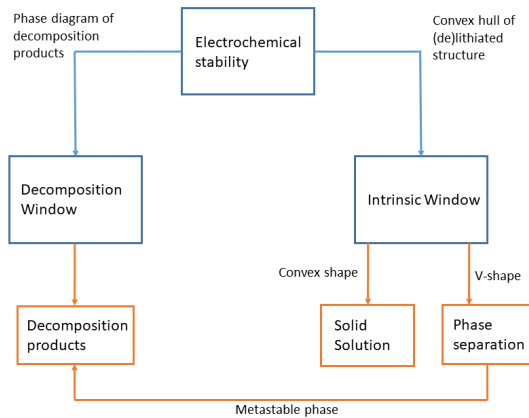 Phase diagram of
decomposition
products
Electrochemical
stability
Convex hull of
(de)lithiated
structure
Decomposition
Window
Intrinsic Window
Convex shape
V-shape
Decomposition
products
Solid
Solution
Phase
separation
Metastable phase